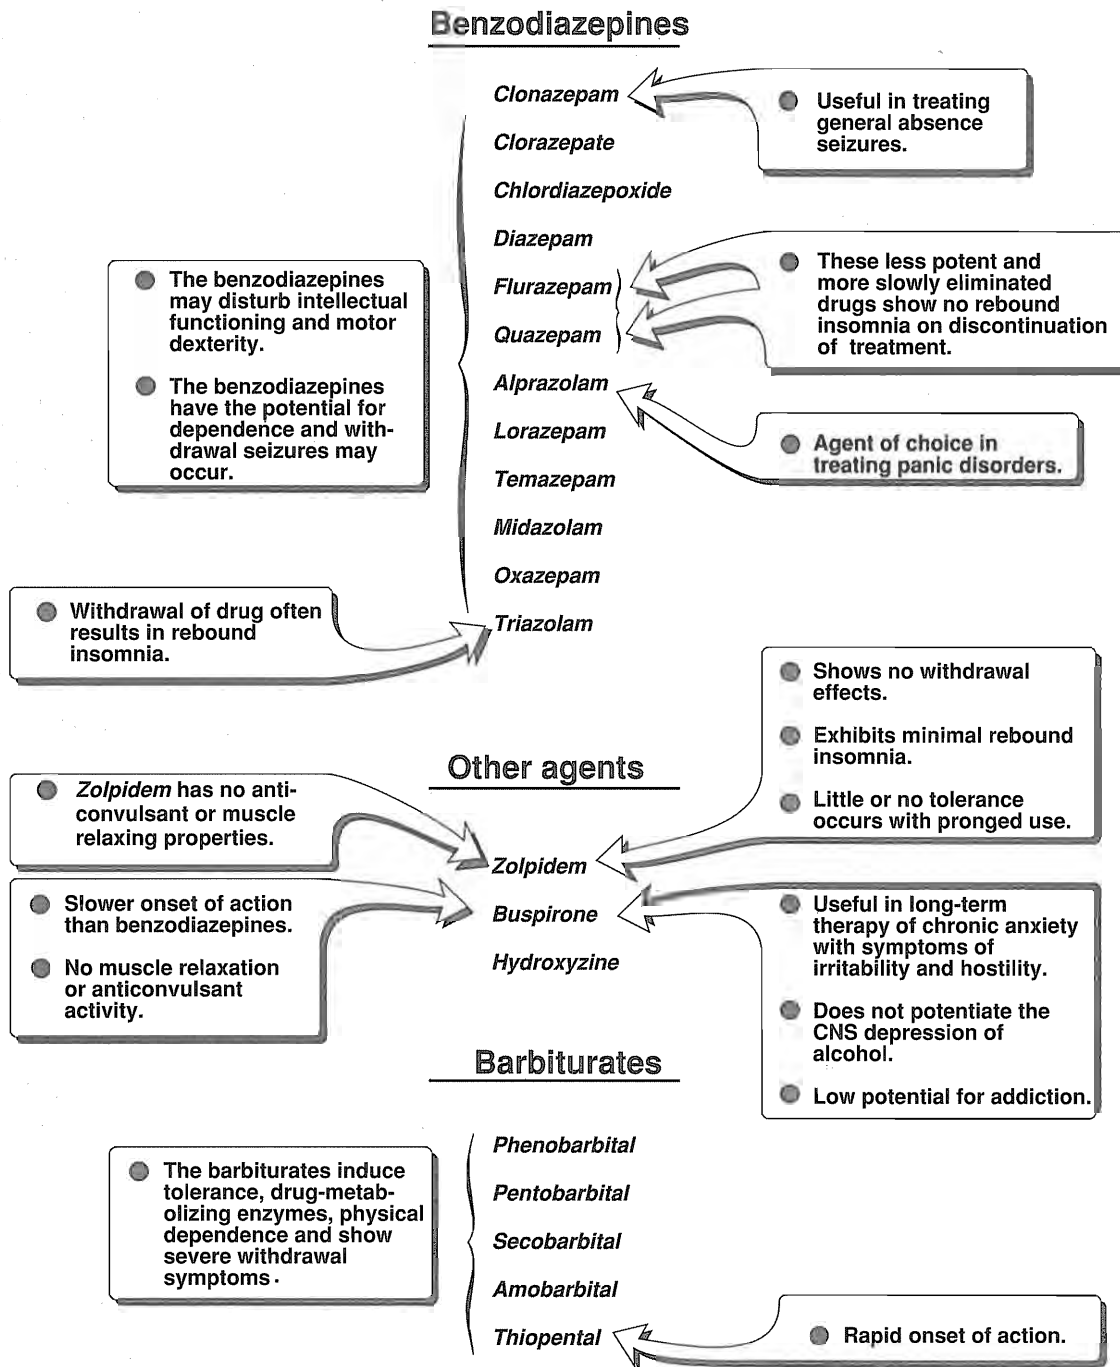 Benzodiazepines
Clonazepam
Useful in treating
general absence
seizures.
Clorazepate
Chlordiazepoxide
Diazepam
The benzodiazepines
may disturb intellectual
functioning and motor
dexterity.
The benzodiazepines
have the potential for
dependence and with-
drawal seizures may
occur.
Flurazepam
Quazepam
These less potent and
more slowly eliminated
drugs show no rebound
insomnia on discontinuation
of treatment.
Alprazolam
Agent of choice in
treating panic disorders.
Lorazepam
Temazepam
Midazolam
Oxazepam
Triazolam
Withdrawal of drug often
results in rebound
insomnia.
Other agents
Shows no withdrawal
effects.
Exhibits minimal rebound
insomnia.
Little or no tolerance
occurs with pronged use.
Zolpidem has no anti-
convulsant or muscle
relaxing properties.
Zolpidem
Slower onset of action
than benzodiazepines.
No muscle relaxation
or anticonvulsant
activity.
Buspirone
Useful in long-term
therapy of chronic anxiety
with symptoms of
irritability and hostility.
Does not potentiate the
CNS depression of
alcohol.
Low potential for addiction.
Hydroxyzine
Barbiturates
The barbiturates induce
tolerance, drug-metab-
olizing enzymes, physical
dependence and show
severe withdrawal
symptoms.
Phenobarbital
Pentobarbital
Secobarbital
Amobarbital
Thiopental
Rapid onset of action.